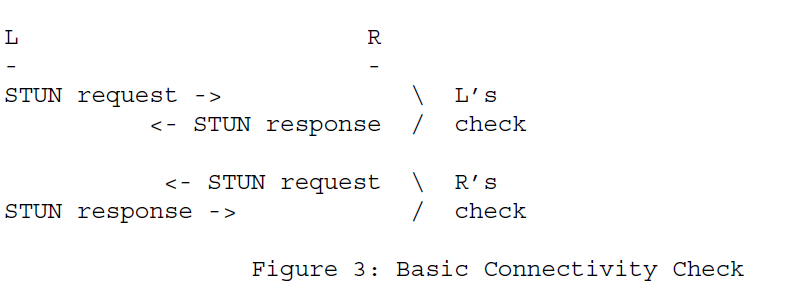 L                        R
-                        -
STUN request ->             \  L's
          <- STUN response  /  check
           <- STUN request  \  R's
STUN response ->            /  check
Figure 3: Basic Connectivity Check